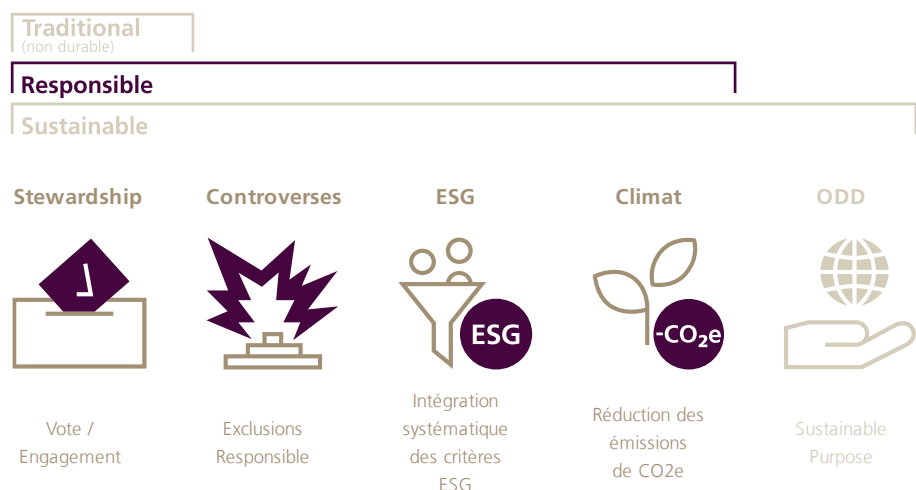 Traditional
(non durable)
Responsible
Sustainable
Stewardship
Controverses
ESG
Climat
ODD
ESG
-CO₂e
Vote /
Engagement
Exclusions
Responsible
Intégration
systématique
des critères
ESG
Réduction des
émissions
de CO2e
Sustainable
Purpose